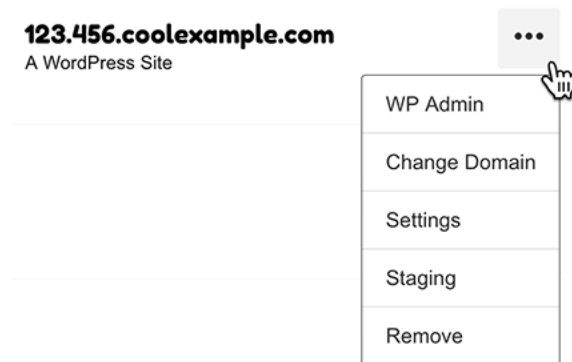 123.456.coolexample.com
A WordPress Site
WP Admin
Change Domain
Settings
Staging
Remove